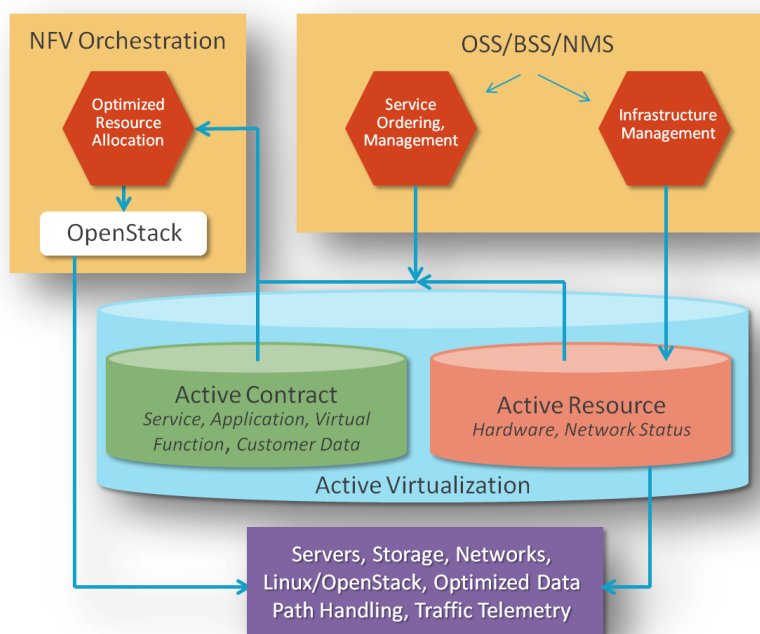 NFV Orchestration
Optimized
Resource
Allocation
OpenStack
OSS/BSS/NMS
Service
Ordering,
Management
Infrastructure
Management
Active Contract
Service, Application, Virtual
Function, Customer Data
Active Resource
Hardware, Network Status
Active Virtualization
Servers, Storage, Networks,
Linux/OpenStack, Optimized Data
Path Handling, Traffic Telemetry